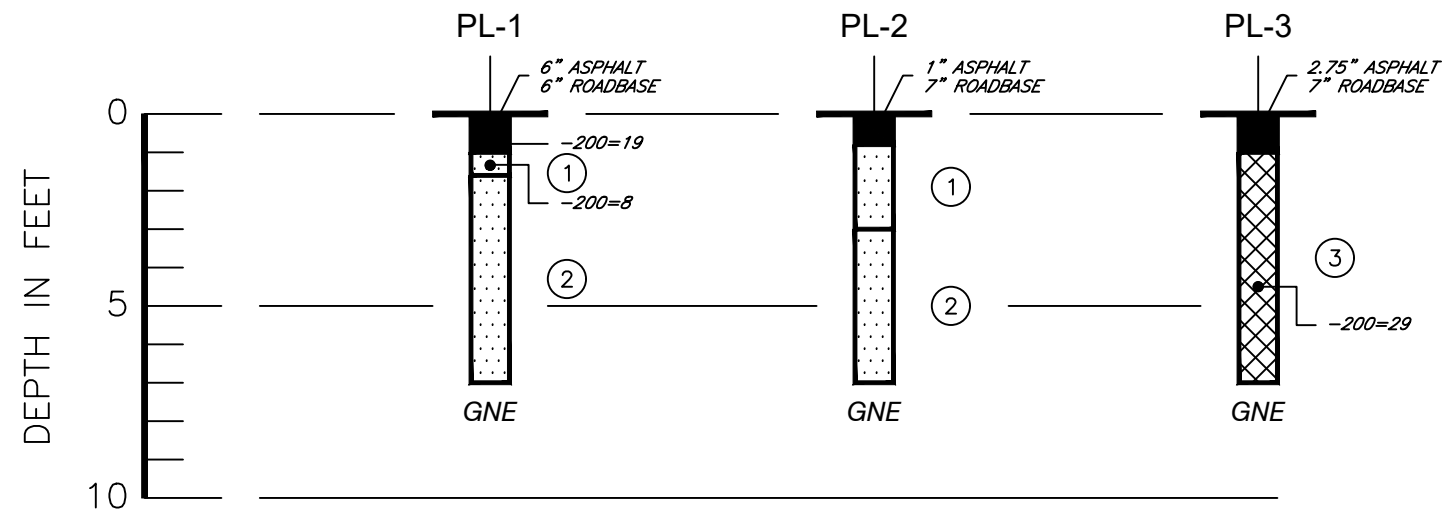 PL-1
PL-2
PL-3
6" ASPHALT
6" ROADBASE
1" ASPHALT
7" ROADBASE
2.75" ASPHALT
7" ROADBASE
0
-200=19
1
-200=8
1
2
3
DEPTH IN FEET
5
2
-200=29
GNE
GNE
GNE
10